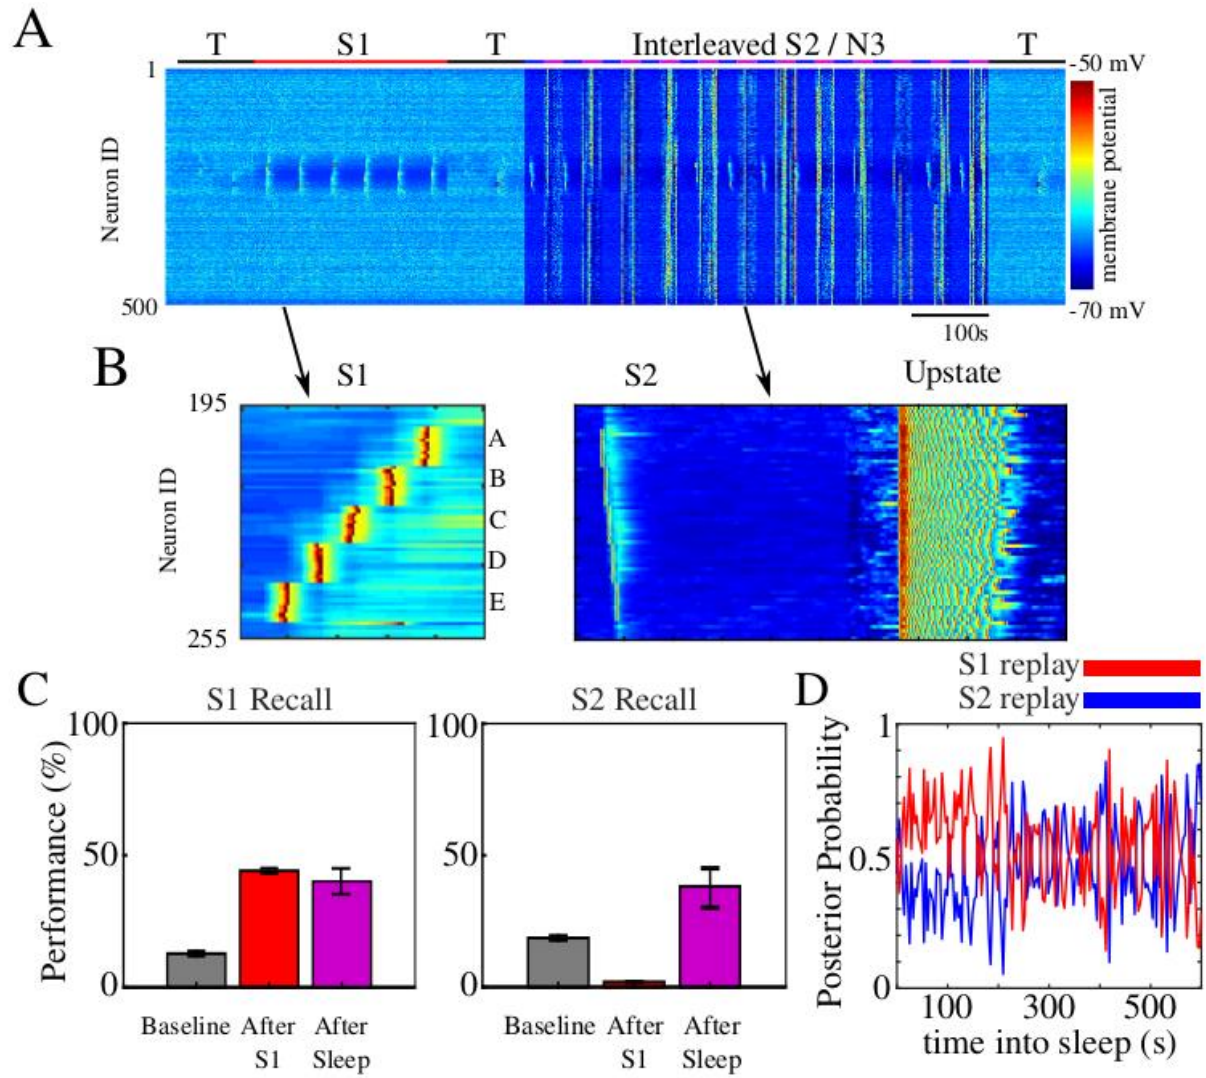 A
T S1 T Interleaved S2 / N3 T
1
Neuron ID
500
-50 mV
membrane potential
-70 mV
100s
B
S1
S2
Upstate
195
Neuron ID
255
A
B
C
D
E
C
S1 Recall
100
50
0
Performance (%)
Baseline After After
S1 Sleep
S2 Recall
100
50
0
Baseline After After
S1 Sleep
S1 replay
S2 replay
D
1
0.5
0
Posterior Probability
100 300 500
time into sleep (s)